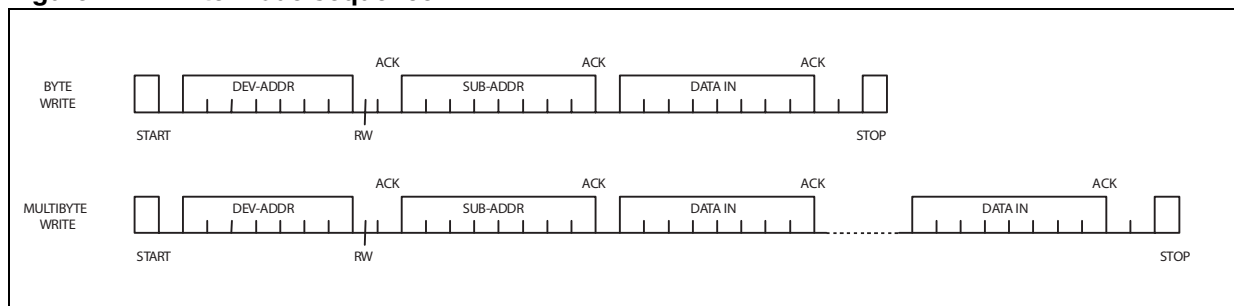 ACK ACK ACK
BYTE
WRITE
DEV-ADDR SUB-ADDR DATA IN
START RW STOP
ACK ACK ACK ACK
MULTIBYTE
WRITE
DEV-ADDR SUB-ADDR DATA IN DATA IN
START RW STOP